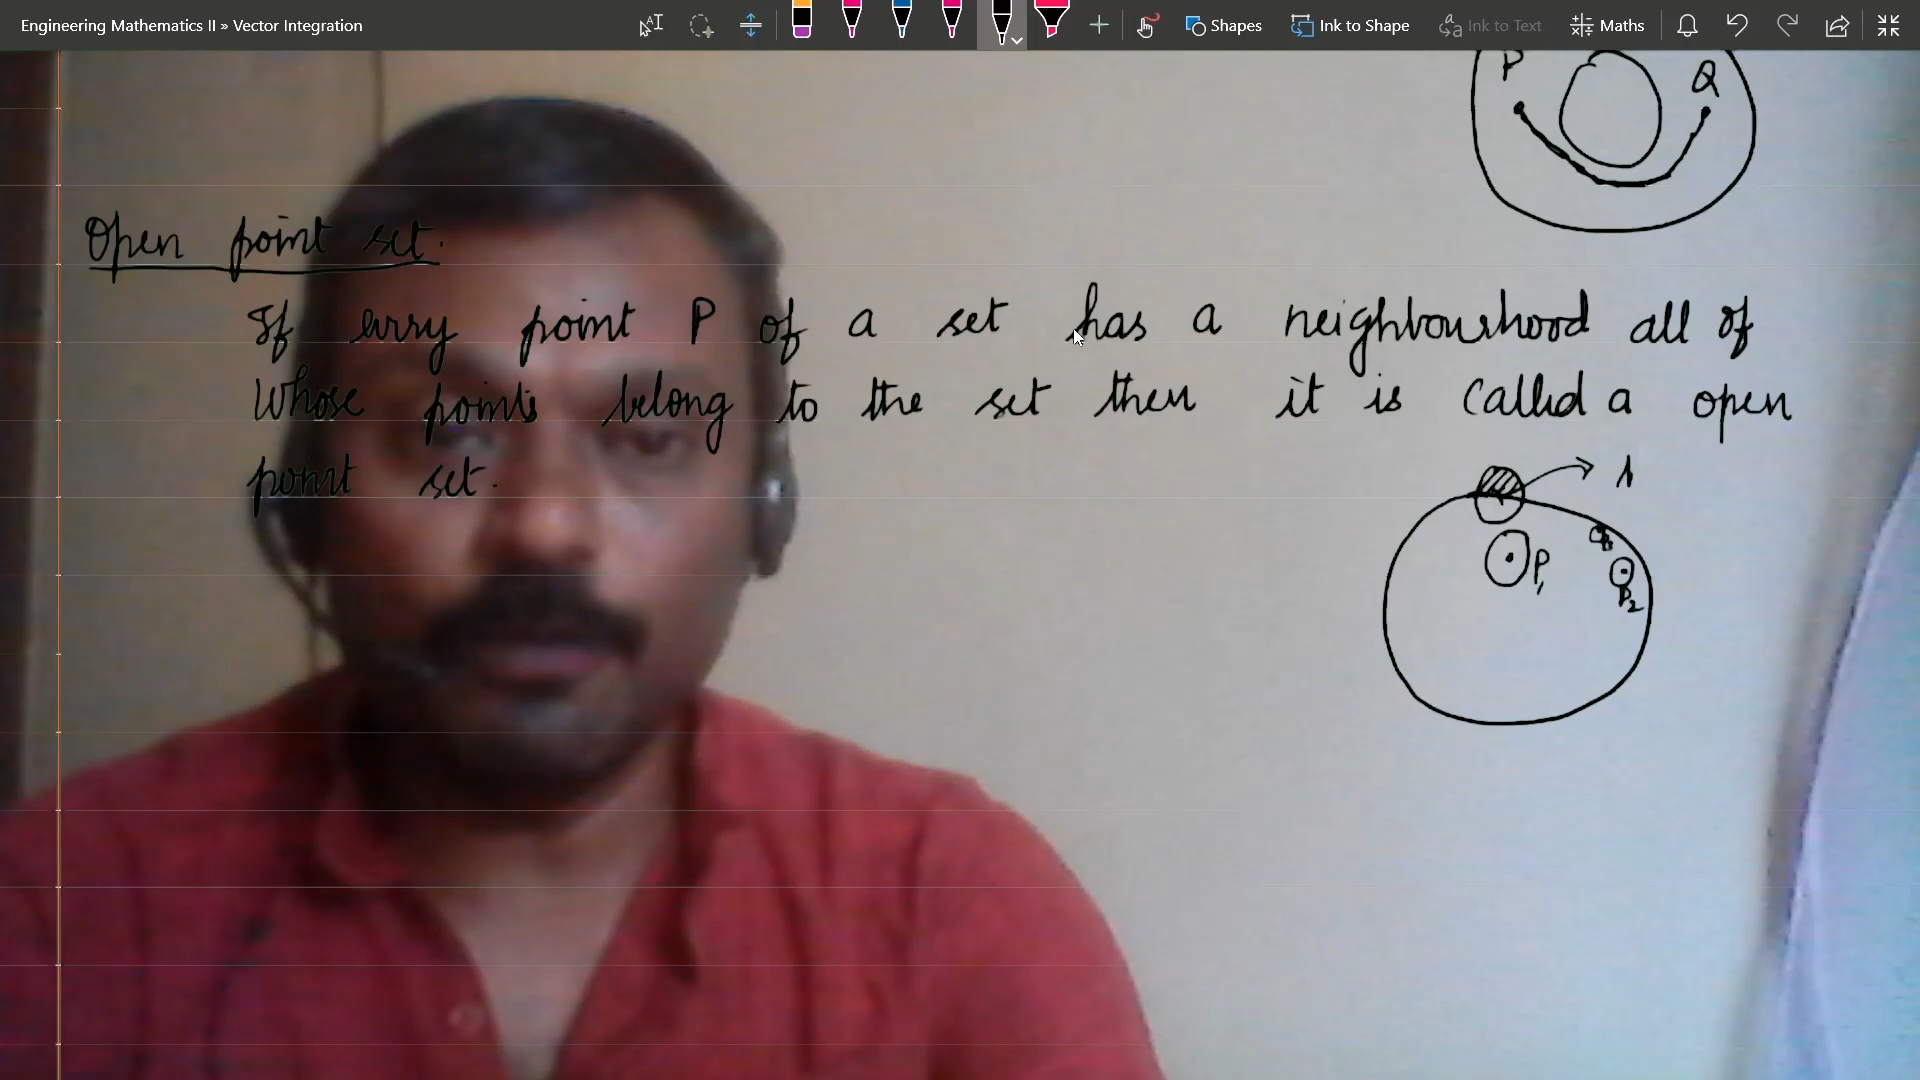 Engineering Mathematics II » Vector Integration
Shapes
Ink to Shape
Ink to Text
Maths
P
Q
Open point set.
If every point P of a set has a neighbourhood all of
whose points belong to the set then it is called a open
point set.
P1
P2